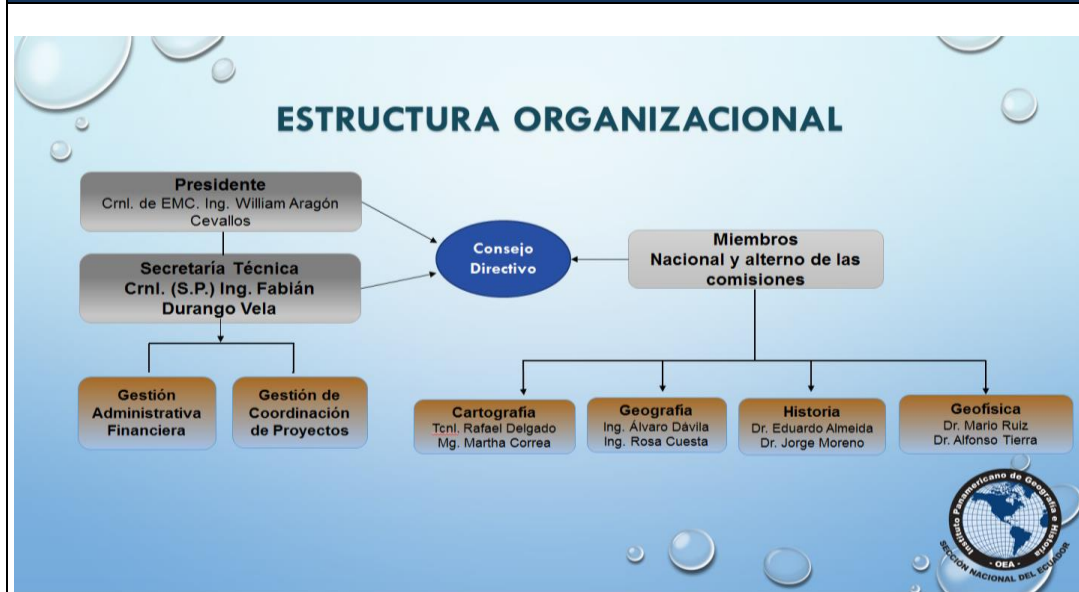 ESTRUCTURA ORGANIZACIONAL
Presidente
Crnl. de EMC. Ing. William Aragón
Cevallos
Secretaría Técnica
Crnl. (S.P.) Ing. Fabián
Durango Vela
Gestión
Administrativa
Financiera
Gestión de
Coordinación
de Proyectos
Consejo
Directivo
Miembros
Nacional y alterno de las
comisiones
Cartografía
Tcnl. Rafael Delgado
Mg. Martha Correa
Geografía
Ing. Álvaro Dávila
Ing. Rosa Cuesta
Historia
Dr. Eduardo Almeida
Dr. Jorge Moreno
Geofísica
Dr. Mario Ruiz
Dr. Alfonso Tierra
Instituto Panamericano de Geografía e Historia
- OEA -
SECCIÓN NACIONAL DEL ECUADOR